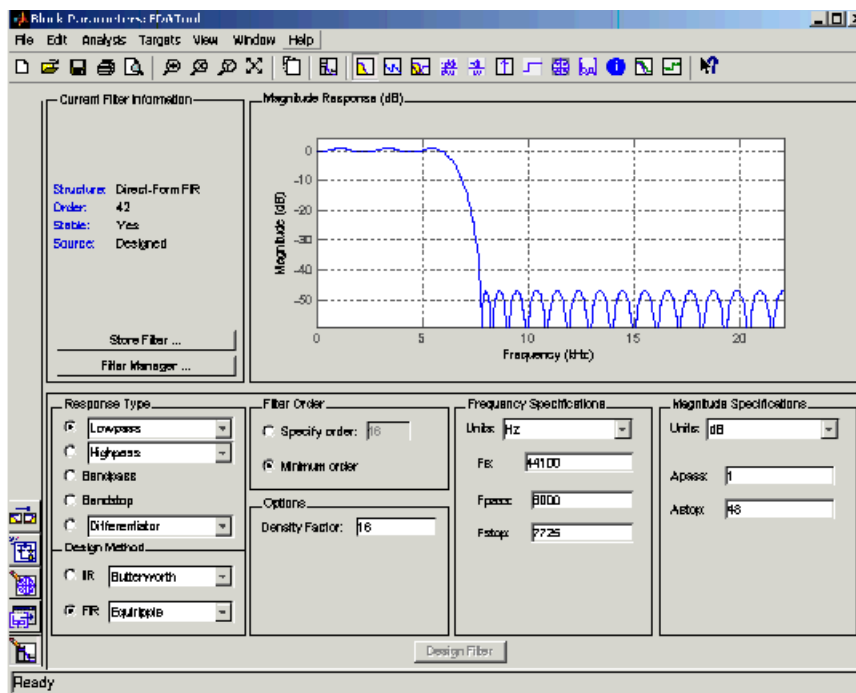 Block Parameters: FDATool
File Edit Analysis Targets View Window Help
Current Filter Information
Structure: Direct-Form FIR
Order: 42
Stable: Yes
Source: Designed
Store Filter ...
Filter Manager ...
Magnitude Response (dB)
Magnitude (dB)
0
-10
-20
-30
-40
-50
0 5 10 15 20
Frequency (kHz)
Response Type
Lowpass
Highpass
Bandpass
Bandstop
Differentiator
Design Method
IIR Butterworth
FIR Equiripple
Filter Order
Specify order: 16
Minimum order
Options
Density Factor: 16
Frequency Specifications
Units: Hz
Fs: 44100
Fpass: 6000
Fstop: 7725
Magnitude Specifications
Units: dB
Apass: 1
Astop: 48
Design Filter
Ready